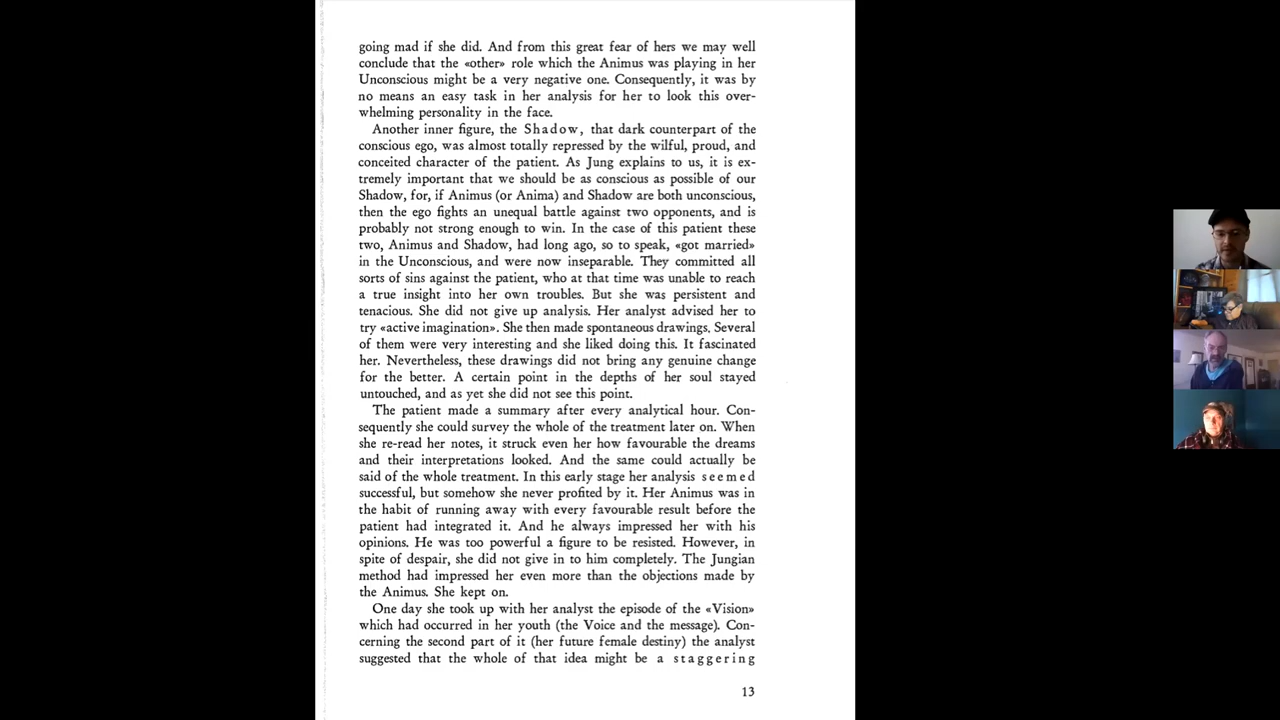 going mad if she did. And from this great fear of hers we may well
conclude that the «other» role which the Animus was playing in her
Unconscious might be a very negative one. Consequently, it was by
no means an easy task in her analysis for her to look this over-
whelming personality in the face.
Another inner figure, the Shadow, that dark counterpart of the
conscious ego, was almost totally repressed by the wilful, proud, and
conceited character of the patient. As Jung explains to us, it is ex-
tremely important that we should be as conscious as possible of our
Shadow, for, if Animus (or Anima) and Shadow are both unconscious,
then the ego fights an unequal battle against two opponents, and is
probably not strong enough to win. In the case of this patient these
two, Animus and Shadow, had long ago, so to speak, «got married»
in the Unconscious, and were now inseparable. They committed all
sorts of sins against the patient, who at that time was unable to reach
a true insight into her own troubles. But she was persistent and
tenacious. She did not give up analysis. Her analyst advised her to
try «active imagination». She then made spontaneous drawings. Several
of them were very interesting and she liked doing this. It fascinated
her. Nevertheless, these drawings did not bring any genuine change
for the better. A certain point in the depths of her soul stayed
untouched, and as yet she did not see this point.
The patient made a summary after every analytical hour. Con-
sequently she could survey the whole of the treatment later on. When
she re-read her notes, it struck even her how favourable the dreams
and their interpretations looked. And the same could actually be
said of the whole treatment. In this early stage her analysis seemed
successful, but somehow she never profited by it. Her Animus was in
the habit of running away with every favourable result before the
patient had integrated it. And he always impressed her with his
opinions. He was too powerful a figure to be resisted. However, in
spite of despair, she did not give in to him completely. The Jungian
method had impressed her even more than the objections made by
the Animus. She kept on.
One day she took up with her analyst the episode of the «Vision»
which had occurred in her youth (the Voice and the message). Con-
cerning the second part of it (her future female destiny) the analyst
suggested that the whole of that idea might be a staggering
13